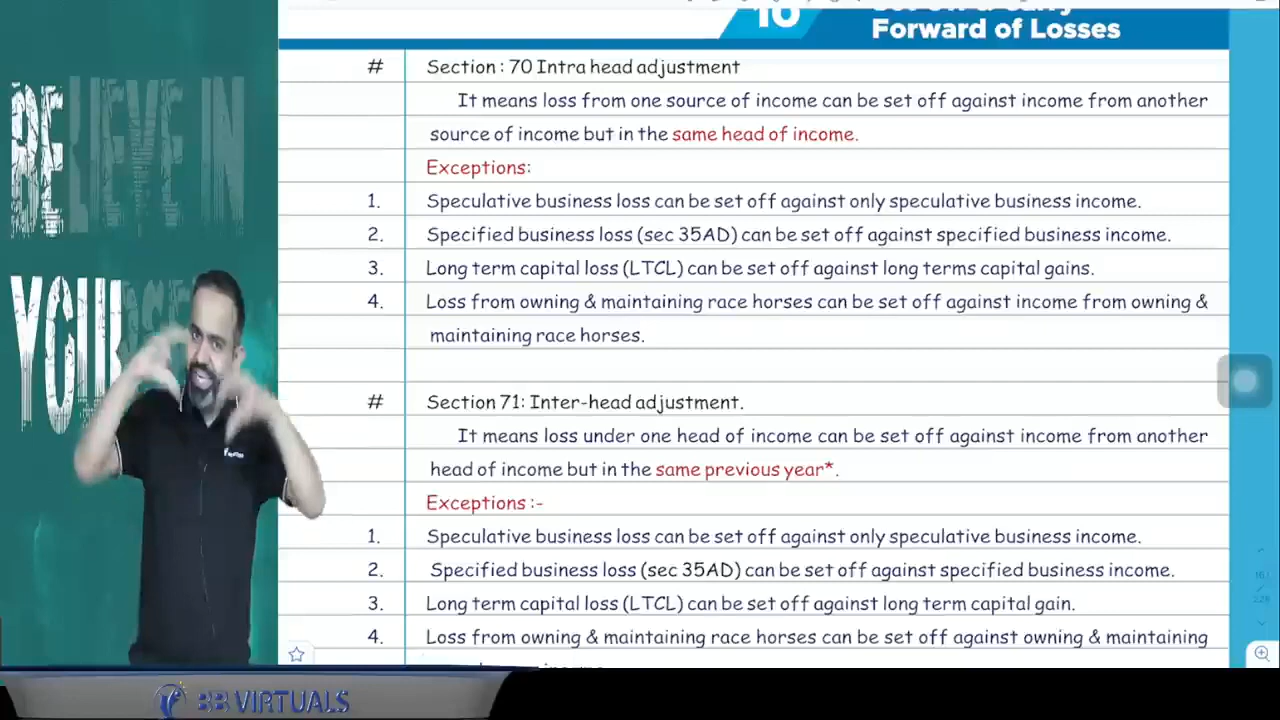 BELIEVE IN
10
Forward of Losses
# Section : 70 Intra head adjustment
It means loss from one source of income can be set off against income from another
source of income but in the same head of income.
Exceptions:
1. Speculative business loss can be set off against only speculative business income.
2. Specified business loss (sec 35AD) can be set off against specified business income.
3. Long term capital loss (LTCL) can be set off against long terms capital gains.
4. Loss from owning & maintaining race horses can be set off against income from owning &
maintaining race horses.
# Section 71: Inter-head adjustment.
It means loss under one head of income can be set off against income from another
head of income but in the same previous year*.
Exceptions :-
1. Speculative business loss can be set off against only speculative business income.
2. Specified business loss (sec 35AD) can be set off against specified business income.
3. Long term capital loss (LTCL) can be set off against long term capital gain.
4. Loss from owning & maintaining race horses can be set off against owning & maintaining
BB VIRTUALS